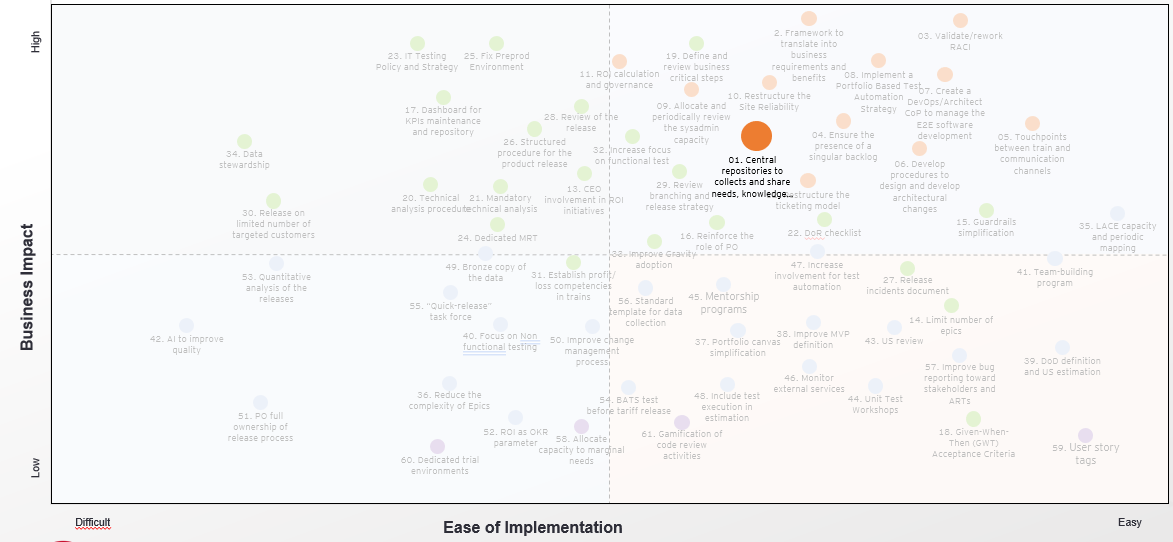 High
Business Impact
Low
Difficult
Ease of Implementation
Easy
23. IT Testing
Policy and Strategy
25. Fix Preprod
Environment
11. ROI calculation
and governance
19. Define and
review business
critical steps
2. Framework to
translate into
business
requirements and
benefits
03. Validate/rework
RACI
08. Implement a
Portfolio Based Test
Automation
Strategy
07. Create a
DevOps/Architect
CoP to manage the
E2E software
development
10. Restructure the
Site Reliability
09. Allocate and
periodically review
the sysadmin
capacity
17. Dashboard for
KPIs maintenance
and repository
28. Review of the
release
26. Structured
procedure for the
product release
32. Increase focus
on functional test
01. Central
repositories to
collects and share
needs, knowledge...
04. Ensure the
presence of a
singular backlog
05. Touchpoints
between train and
communication
channels
06. Develop
procedures to
design and develop
architectural
changes
34. Data
stewardship
20. Technical
analysis procedure
21. Mandatory
technical analysis
13. CEO
involvement in ROI
initiatives
29. Review
branching and
release strategy
structure the
ticketing model
30. Release on
limited number of
targeted customers
24. Dedicated MRT
16. Reinforce the
role of PO
22. DoR checklist
15. Guardrails
simplification
35. LACE capacity
and periodic
mapping
33. Improve Gravity
adoption
53. Quantitative
analysis of the
releases
49. Bronze copy of
the data
31. Establish profit/
loss competencies
in trains
47. Increase
involvement for test
automation
27. Release
incidents document
41. Team-building
program
55. "Quick-release"
task force
56. Standard
template for data
collection
45. Mentorship
programs
14. Limit number of
epics
42. AI to improve
quality
40. Focus on Non
functional testing
50. Improve change
management
process
37. Portfolio canvas
simplification
38. Improve MVP
definition
43. US review
39. DoD definition
and US estimation
36. Reduce the
complexity of Epics
54. BATS test
before tariff release
48. Include test
execution in
estimation
46. Monitor
external services
44. Unit Test
Workshops
57. Improve bug
reporting toward
stakeholders and
ARTs
51. PO full
ownership of
release process
52. ROI as OKR
parameter
58. Allocate
capacity to marginal
needs
61. Gamification of
code review
activities
18. Given-When-
Then (GWT)
Acceptance Criteria
59. User story
tags
60. Dedicated trial
environments